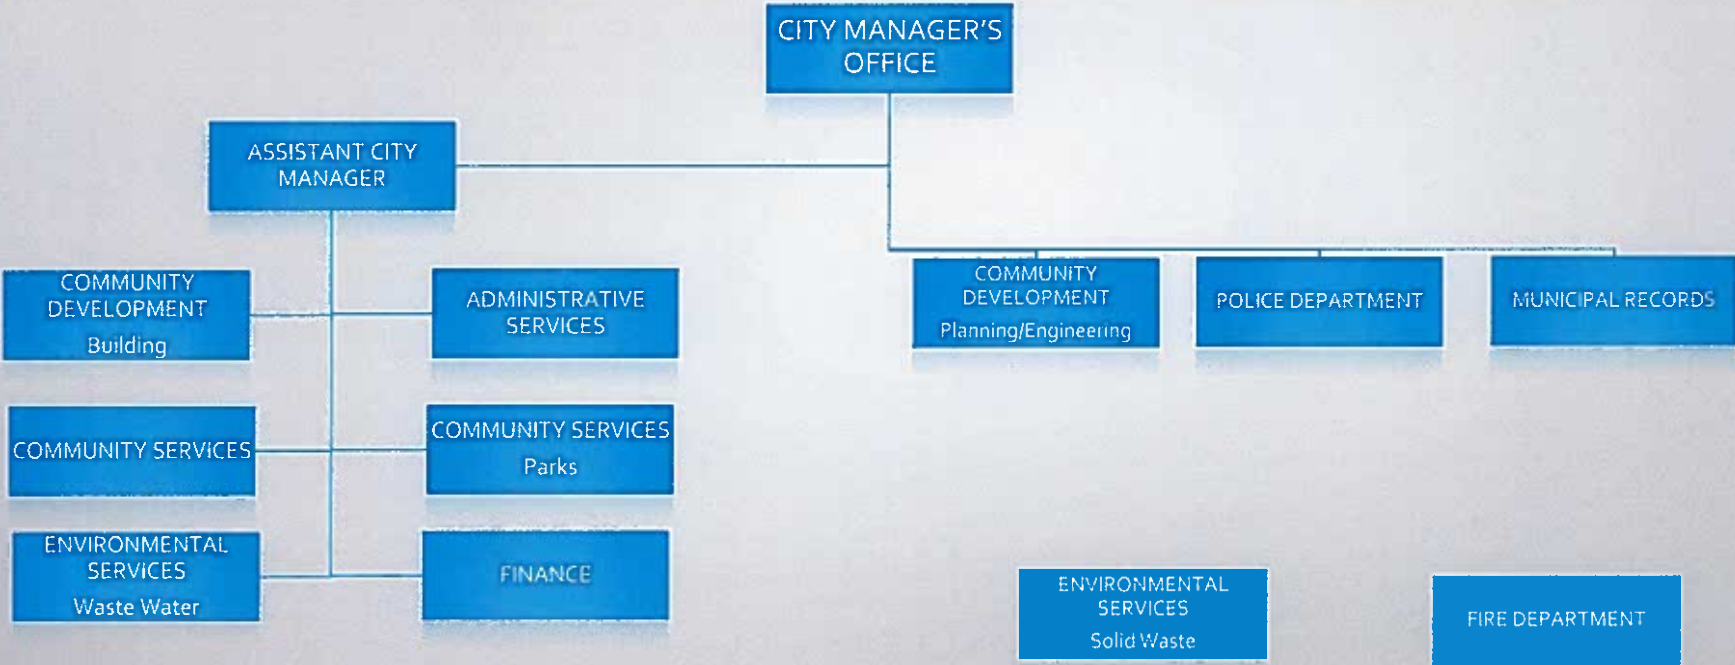 CITY MANAGER'S
OFFICE
ASSISTANT CITY
MANAGER
COMMUNITY
DEVELOPMENT
Building
ADMINISTRATIVE
SERVICES
COMMUNITY
DEVELOPMENT
Planning/Engineering
POLICE DEPARTMENT
MUNICIPAL RECORDS
COMMUNITY SERVICES
COMMUNITY SERVICES
Parks
ENVIRONMENTAL
SERVICES
Waste Water
FINANCE
ENVIRONMENTAL
SERVICES
Solid Waste
FIRE DEPARTMENT